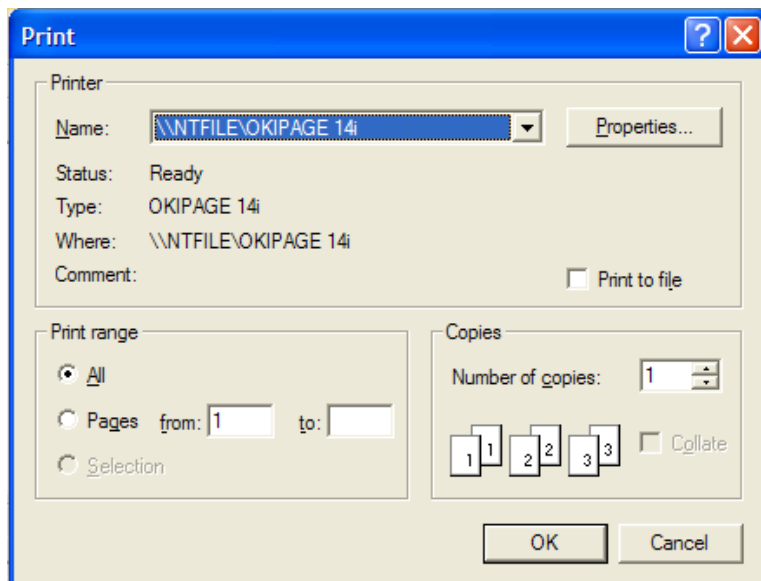 Print
Printer
Name: \\NTFILE\OKIPAGE 14i Properties...
Status: Ready
Type: OKIPAGE 14i
Where: \\NTFILE\OKIPAGE 14i
Comment: Print to file
Print range
All
Pages from: 1 to:
Selection
Copies
Number of copies: 1
1 1 2 2 3 3 Collate
OK Cancel